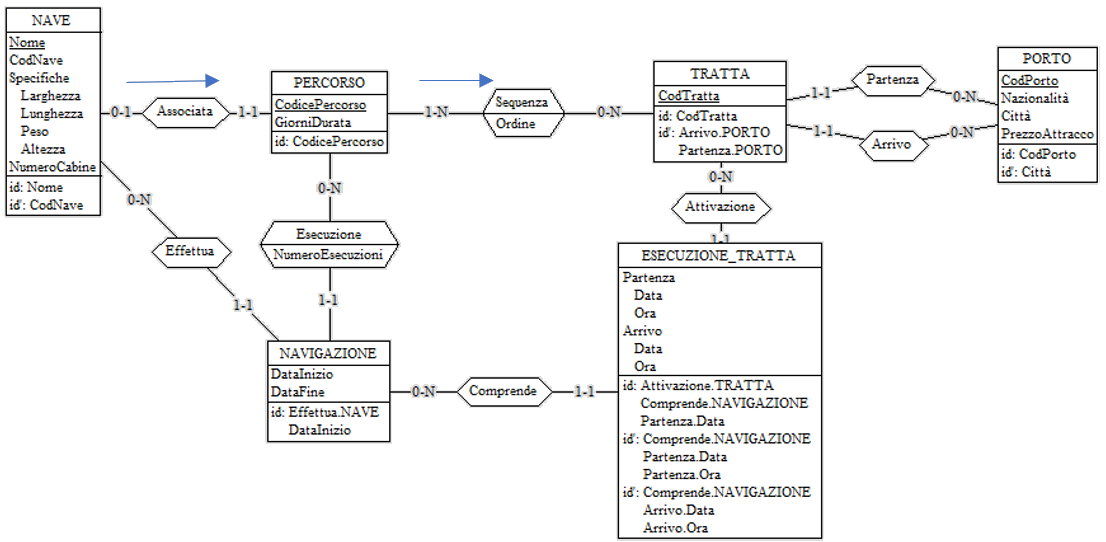 NAVE
Nome
CodNave
Specifiche
Larghezza
Lunghezza
Peso
Altezza
NumeroCabine
id: Nome
id': CodNave
0-1
Associata
1-1
PERCORSO
CodicePercorso
GiorniDurata
id: CodicePercorso
1-N
Sequenza
Ordine
0-N
TRATTA
CodTratta
id: CodTratta
id': Arrivo.PORTO
Partenza.PORTO
1-1
Partenza
0-N
1-1
Arrivo
0-N
PORTO
CodPorto
Nazionalità
Città
PrezzoAttracco
id: CodPorto
id': Città
0-N
Effettua
1-1
0-N
Esecuzione
NumeroEsecuzioni
1-1
0-N
Attivazione
1-1
NAVIGAZIONE
DataInizio
DataFine
id: Effettua.NAVE
DataInizio
0-N
Comprende
1-1
ESECUZIONE_TRATTA
Partenza
Data
Ora
Arrivo
Data
Ora
id: Attivazione.TRATTA
Comprende.NAVIGAZIONE
Partenza.Data
id': Comprende.NAVIGAZIONE
Partenza.Data
Partenza.Ora
id': Comprende.NAVIGAZIONE
Arrivo.Data
Arrivo.Ora